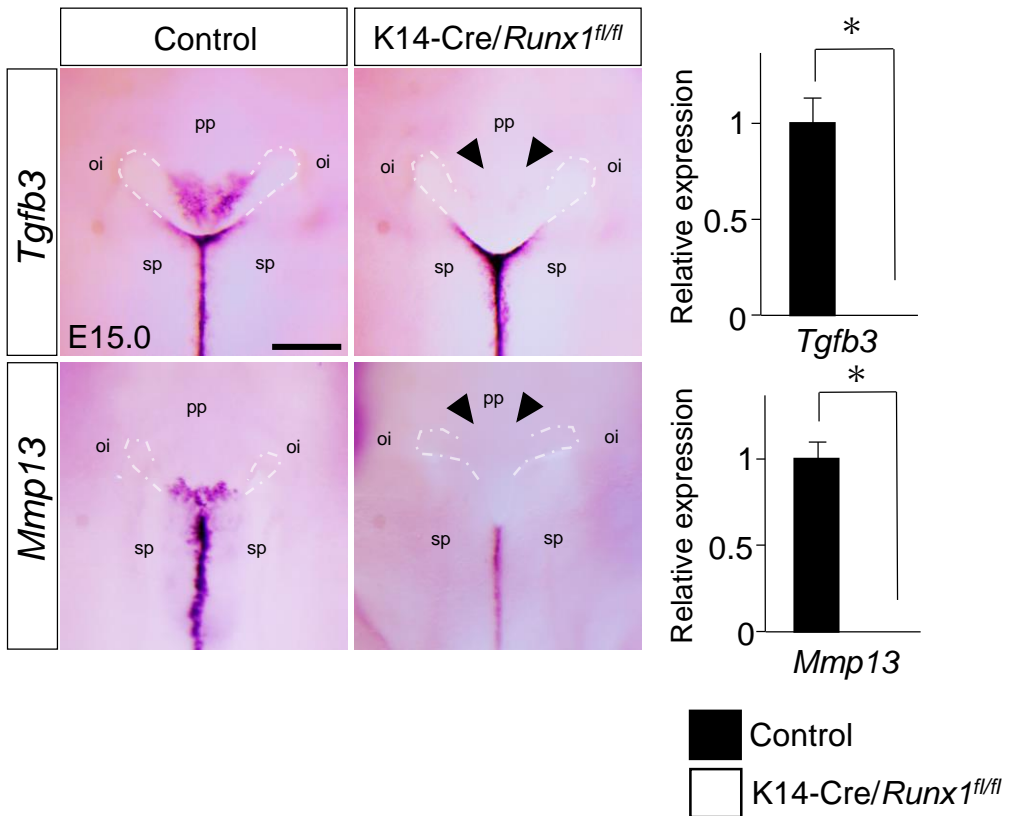 Control
K14-Cre/Runx1fl/fl
Tgfb3
pp
oi
oi
sp
sp
E15.0
pp
oi
oi
sp
sp
*
Relative expression
1
0.5
0
Tgfb3
Mmp13
pp
oi
oi
sp
sp
pp
oi
oi
sp
sp
*
Relative expression
1
0.5
0
Mmp13
Control
K14-Cre/Runx1fl/fl